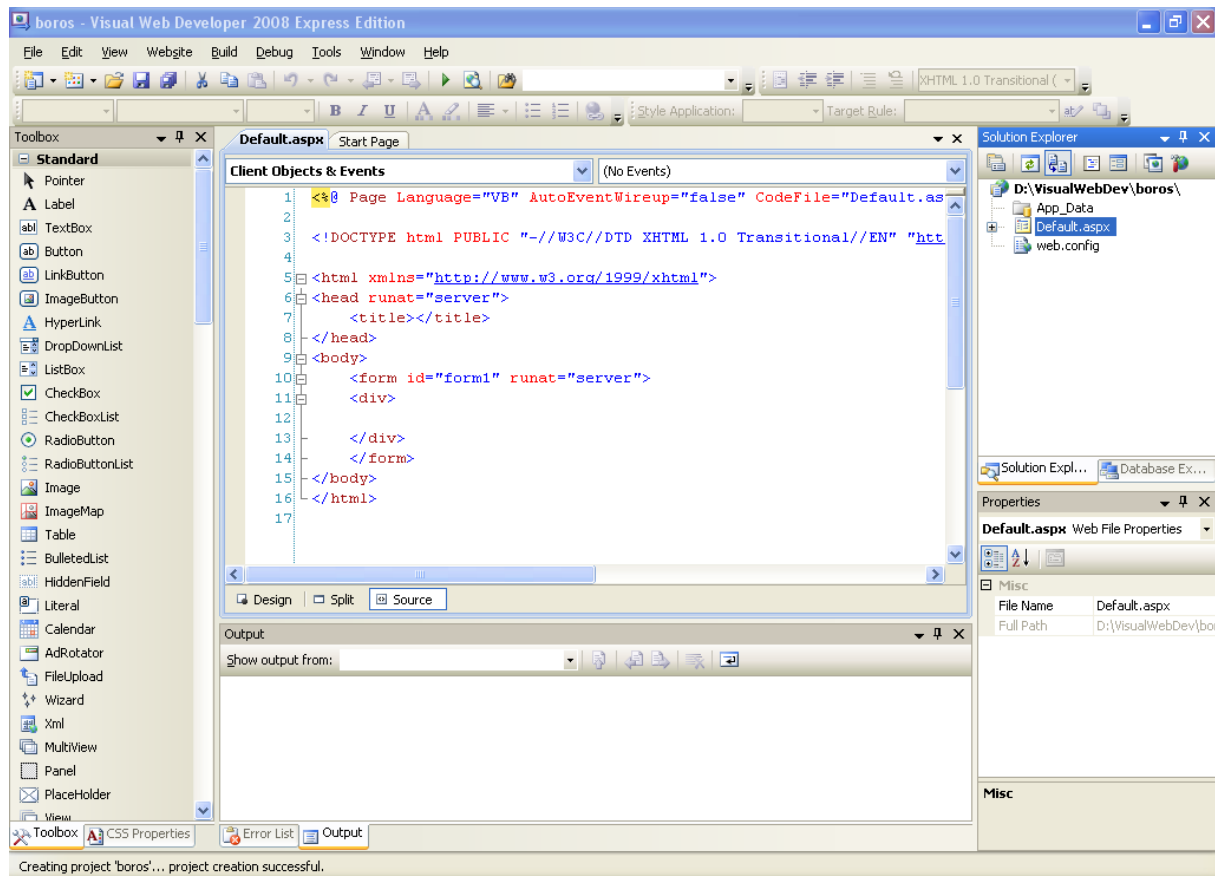 boros - Visual Web Developer 2008 Express Edition
File Edit View Website Build Debug Tools Window Help
XHTML 1.0 Transitional (
B I U A Style Application: Target Rule:
Toolbox
Standard
Pointer
A Label
abl TextBox
ab Button
ab LinkButton
ImageButton
A HyperLink
DropDownList
ListBox
CheckBox
CheckBoxList
RadioButton
RadioButtonList
Image
ImageMap
Table
BulletedList
abl HiddenField
Literal
Calendar
AdRotator
FileUpload
Wizard
Xml
MultiView
Panel
PlaceHolder
View
Toolbox CSS Properties
Default.aspx Start Page
Client Objects & Events (No Events)
1 <%@ Page Language="VB" AutoEventWireup="false" CodeFile="Default.as
2
3 <!DOCTYPE html PUBLIC "-//W3C//DTD XHTML 1.0 Transitional//EN" "htt
4
5 <html xmlns="http://www.w3.org/1999/xhtml">
6 <head runat="server">
7 <title></title>
8 </head>
9 <body>
10 <form id="form1" runat="server">
11 <div>
12
13 </div>
14 </form>
15 </body>
16 </html>
17
Design Split Source
Output
Show output from:
Error List Output
Solution Explorer
D:\VisualWebDev\boros\
App_Data
Default.aspx
web.config
Solution Expl... Database Ex...
Properties
Default.aspx Web File Properties
Misc
File Name Default.aspx
Full Path D:\VisualWebDev\bo
Misc
Creating project 'boros'... project creation successful.